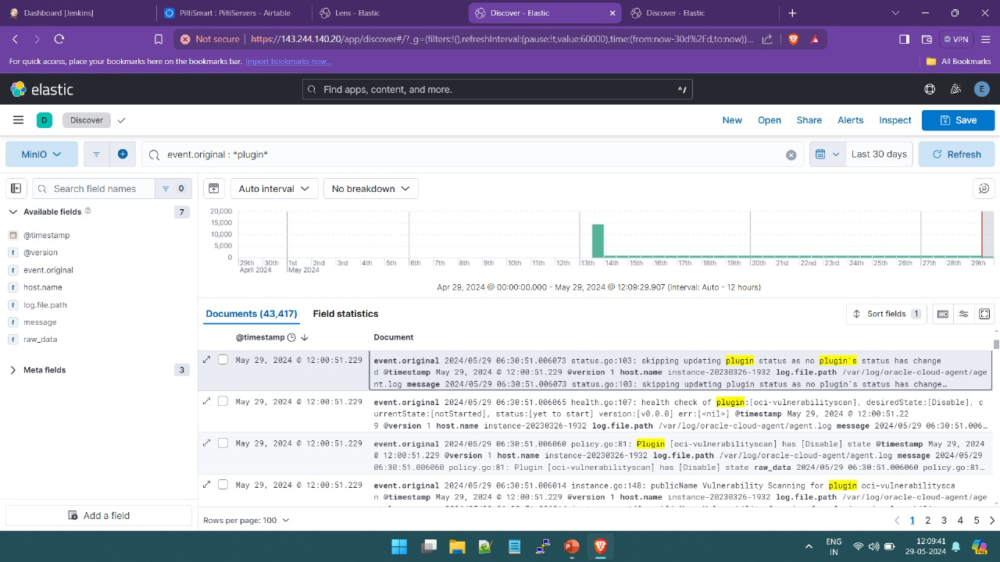 Dashboard [Jenkins]
PiltiSmart : PiltiServers - Airtable
Lens - Elastic
Discover - Elastic
Discover - Elastic
Not secure
https://143.244.140.20/app/discover#/?_g=(filters:!(),refreshInterval:(pause:!t,value:60000),time:(from:now-30d%2Fd,to:now))...
VPN
For quick access, place your bookmarks here on the bookmarks bar. Import bookmarks now...
All Bookmarks
elastic
Find apps, content, and more.
^/
E
D
Discover
New
Open
Share
Alerts
Inspect
Save
MinIO
event.original : *plugin*
Last 30 days
Refresh
Search field names
0
Auto interval
No breakdown
Available fields
7
@timestamp
t @version
t event.original
t host.name
t log.file.path
t message
t raw_data
Meta fields
3
Add a field
20,000
15,000
10,000
5,000
0
29th 30th 1st 2nd 3rd 4th 5th 6th 7th 8th 9th 10th 11th 12th 13th 14th 15th 16th 17th 18th 19th 20th 21st 22nd 23rd 24th 25th 26th 27th 28th 29th
April 2024 May 2024
Apr 29, 2024 @ 00:00:00.000 - May 29, 2024 @ 12:09:29.907 (interval: Auto - 12 hours)
Documents (43,417)
Field statistics
Sort fields 1
@timestamp
Document
May 29, 2024 @ 12:00:51.229
event.original 2024/05/29 06:30:51.006073 status.go:103: skipping updating plugin status as no plugin's status has change
d @timestamp May 29, 2024 @ 12:00:51.229 @version 1 host.name instance-20230326-1932 log.file.path /var/log/oracle-cloud-agent/age
nt.log message 2024/05/29 06:30:51.006073 status.go:103: skipping updating plugin status as no plugin's status has change…
May 29, 2024 @ 12:00:51.229
event.original 2024/05/29 06:30:51.006065 health.go:107: health check of plugin:[oci-vulnerabilityscan], desiredState:[Disable], c
urrentState:[notStarted], status:[yet to start] version:[v0.0.0] err:[<nil>] @timestamp May 29, 2024 @ 12:00:51.22
9 @version 1 host.name instance-20230326-1932 log.file.path /var/log/oracle-cloud-agent/agent.log message 2024/05/29 06:30:51.006…
May 29, 2024 @ 12:00:51.229
event.original 2024/05/29 06:30:51.006060 policy.go:81: Plugin [oci-vulnerabilityscan] has [Disable] state @timestamp May 29, 2024
@ 12:00:51.229 @version 1 host.name instance-20230326-1932 log.file.path /var/log/oracle-cloud-agent/agent.log message 2024/05/29
06:30:51.006060 policy.go:81: Plugin [oci-vulnerabilityscan] has [Disable] state raw_data 2024/05/29 06:30:51.006060 policy.go:81…
May 29, 2024 @ 12:00:51.229
event.original 2024/05/29 06:30:51.006014 instance.go:148: publicName Vulnerability Scanning for plugin oci-vulnerabilitysca
n @timestamp May 29, 2024 @ 12:00:51.229 @version 1 host.name instance-20230326-1932 log.file.path /var/log/oracle-cloud-agent/age
Rows per page: 100
1 2 3 4 5
ENG
IN
12:09:41
29-05-2024
PRE